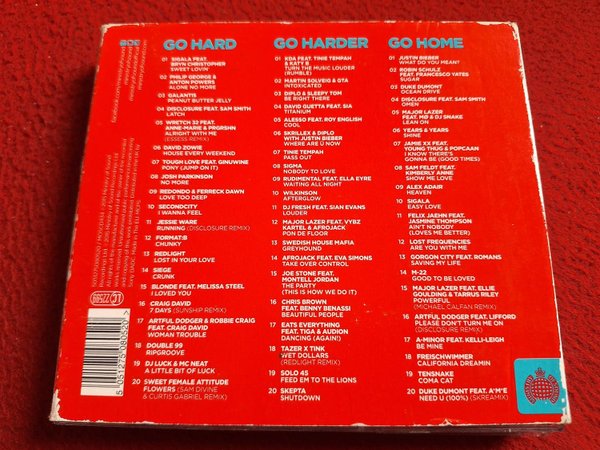 GO HARD
01 SIGALA FEAT.
BRYN CHRISTOPHER
SWEET LOVIN'
02 PHILIP GEORGE &
ANTON POWERS
ALONE NO MORE
03 GALANTIS
PEANUT BUTTER JELLY
04 DISCLOSURE FEAT. SAM SMITH
LATCH
05 WRETCH 32 FEAT.
ANNE-MARIE & PRGRSHN
ALRIGHT WITH ME
(ESSESS REMIX)
06 DAVID ZOWIE
HOUSE EVERY WEEKEND
07 TOUGH LOVE FEAT. GINUWINE
PONY (JUMP ON IT)
08 JOSH PARKINSON
NO MORE
09 REDONDO & FERRECK DAWN
LOVE TOO DEEP
10 SECONDCITY
I WANNA FEEL
11 JESSIE WARE
RUNNING (DISCLOSURE REMIX)
12 FORMAT:B
CHUNKY
13 REDLIGHT
LOST IN YOUR LOVE
14 SIEGE
CRUNK
15 BLONDE FEAT. MELISSA STEEL
I LOVED YOU
16 CRAIG DAVID
7 DAYS (SUNSHIP REMIX)
17 ARTFUL DODGER & ROBBIE CRAIG
FEAT. CRAIG DAVID
WOMAN TROUBLE
18 DOUBLE 99
RIPGROOVE
19 DJ LUCK & MC NEAT
A LITTLE BIT OF LUCK
20 SWEET FEMALE ATTITUDE
FLOWERS (SAM DIVINE
& CURTIS GABRIEL REMIX)
GO HARDER
01 KDA FEAT. TINIE TEMPAH
& KATY B
TURN THE MUSIC LOUDER
(RUMBLE)
02 MARTIN SOLVEIG & GTA
INTOXICATED
03 DIPLO & SLEEPY TOM
BE RIGHT THERE
04 DAVID GUETTA FEAT. SIA
TITANIUM
05 ALESSO FEAT. ROY ENGLISH
COOL
06 SKRILLEX & DIPLO
WITH JUSTIN BIEBER
WHERE ARE Ü NOW
07 TINIE TEMPAH
PASS OUT
08 SIGMA
NOBODY TO LOVE
09 RUDIMENTAL FEAT. ELLA EYRE
WAITING ALL NIGHT
10 WILKINSON
AFTERGLOW
11 DJ FRESH FEAT. SIAN EVANS
LOUDER
12 MAJOR LAZER FEAT. VYBZ
KARTEL & AFROJACK
PON DE FLOOR
13 SWEDISH HOUSE MAFIA
GREYHOUND
14 AFROJACK FEAT. EVA SIMONS
TAKE OVER CONTROL
15 JOE STONE FEAT.
MONTELL JORDAN
THE PARTY
(THIS IS HOW WE DO IT)
16 CHRIS BROWN
FEAT. BENNY BENASSI
BEAUTIFUL PEOPLE
17 EATS EVERYTHING
FEAT. TIGA & AUDION
DANCING (AGAIN!)
18 TAZER X TINK
WET DOLLARS
(REDLIGHT REMIX)
19 SOLO 45
FEED EM TO THE LIONS
20 SKEPTA
SHUTDOWN
GO HOME
01 JUSTIN BIEBER
WHAT DO YOU MEAN?
02 ROBIN SCHULZ
FEAT. FRANCESCO YATES
SUGAR
03 DUKE DUMONT
OCEAN DRIVE
04 DISCLOSURE FEAT. SAM SMITH
OMEN
05 MAJOR LAZER
FEAT. MØ & DJ SNAKE
LEAN ON
06 YEARS & YEARS
SHINE
07 JAMIE XX FEAT.
YOUNG THUG & POPCAAN
I KNOW THERE'S
GONNA BE (GOOD TIMES)
08 SAM FELDT FEAT.
KIMBERLY ANNE
SHOW ME LOVE
09 ALEX ADAIR
HEAVEN
10 SIGALA
EASY LOVE
11 FELIX JAEHN FEAT.
JASMINE THOMPSON
AIN'T NOBODY
(LOVES ME BETTER)
12 LOST FREQUENCIES
ARE YOU WITH ME
13 GORGON CITY FEAT. ROMANS
SAVING MY LIFE
14 M-22
GOOD TO BE LOVED
15 MAJOR LAZER FEAT. ELLIE
GOULDING & TARRUS RILEY
POWERFUL
(MICHAEL CALFAN REMIX)
16 ARTFUL DODGER FEAT. LIFFORD
PLEASE DON'T TURN ME ON
(DISCLOSURE REMIX)
17 A-MINOR FEAT. KELLI-LEIGH
BE MINE
18 FREISCHWIMMER
CALIFORNIA DREAMIN
19 TENSNAKE
COMA CAT
20 DUKE DUMONT FEAT. A*M*E
NEED U (100%) (SKREAMIX)
LC 22508